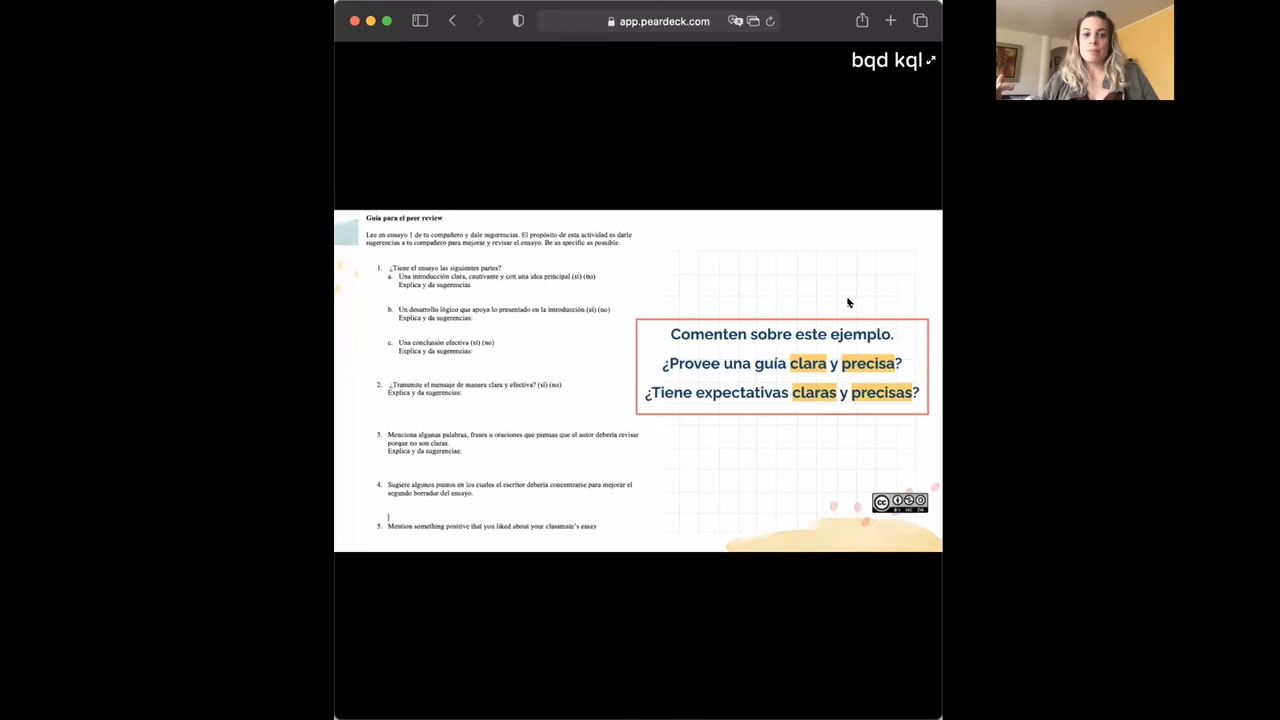 app.peardeck.com
bqd kql
Guía para el peer review
Lee en ensayo 1 de tu compañero y dale sugerencias. El propósito de esta actividad es darle
sugerencias a tu compañero para mejorar y revisar el ensayo. Be as specific as possible.
1. ¿Tiene el ensayo las siguientes partes?
a. Una introducción clara, cautivante y con una idea principal (sí) (no)
Explica y da sugerencias
b. Un desarrollo lógico que apoya lo presentado en la introducción (sí) (no)
Explica y da sugerencias:
c. Una conclusión efectiva (sí) (no)
Explica y da sugerencias:
2. ¿Transmite el mensaje de manera clara y efectiva? (sí) (no)
Explica y da sugerencias:
3. Menciona algunas palabras, frases u oraciones que piensas que el autor debería revisar
porque no son claras.
Explica y da sugerencias:
4. Sugiere algunos puntos en los cuales el escritor debería concentrarse para mejorar el
segundo borrador del ensayo.
5. Mention something positive that you liked about your classmate's essay
Comenten sobre este ejemplo.
¿Provee una guía clara y precisa?
¿Tiene expectativas claras y precisas?
CC
BY NC SA